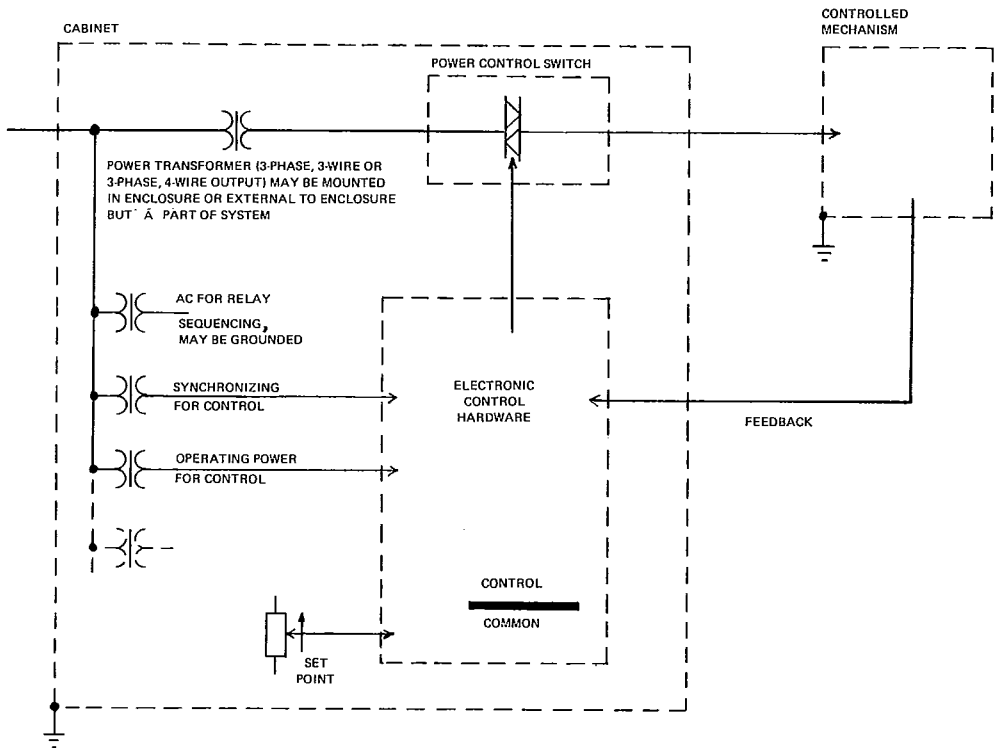 CONTROLLED
MECHANISM
CABINET
POWER CONTROL SWITCH
POWER TRANSFORMER (3-PHASE, 3-WIRE OR
3-PHASE, 4-WIRE OUTPUT) MAY BE MOUNTED
IN ENCLOSURE OR EXTERNAL TO ENCLOSURE
BUT A PART OF SYSTEM
AC FOR RELAY
SEQUENCING,
MAY BE GROUNDED
SYNCHRONIZING
FOR CONTROL
ELECTRONIC
CONTROL
HARDWARE
FEEDBACK
OPERATING POWER
FOR CONTROL
CONTROL
COMMON
SET
POINT